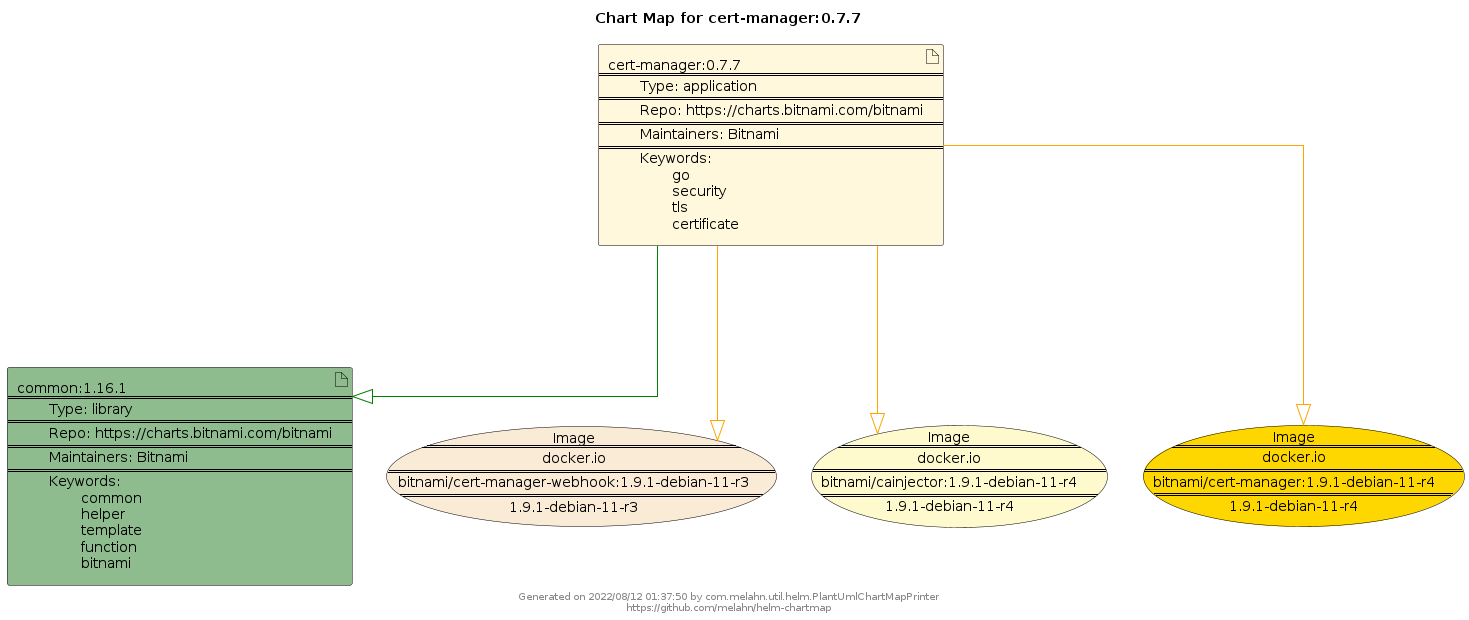 Chart Map for cert-manager:0.7.7
cert-manager:0.7.7
Type: application
Repo: https://charts.bitnami.com/bitnami
Maintainers: Bitnami
Keywords:
go
security
tls
certificate
common:1.16.1
Type: library
Repo: https://charts.bitnami.com/bitnami
Maintainers: Bitnami
Keywords:
common
helper
template
function
bitnami
Image
docker.io
bitnami/cert-manager-webhook:1.9.1-debian-11-r3
1.9.1-debian-11-r3
Image
docker.io
bitnami/cainjector:1.9.1-debian-11-r4
1.9.1-debian-11-r4
Image
docker.io
bitnami/cert-manager:1.9.1-debian-11-r4
1.9.1-debian-11-r4
Generated on 2022/08/12 01:37:50 by com.melahn.util.helm.PlantUmlChartMapPrinter
https://github.com/melahn/helm-chartmap